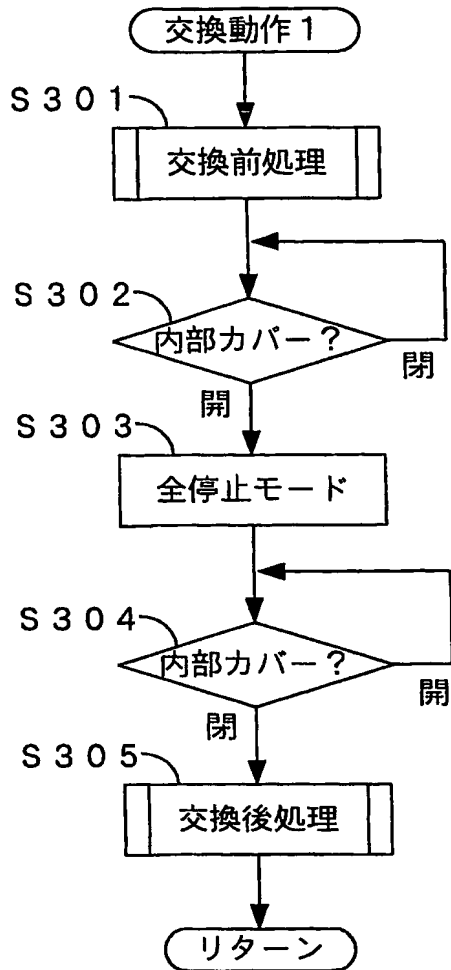 交換動作1
S301
交換前処理
S302
内部カバー?
閉
開
S303
全停止モード
S304
内部カバー?
開
閉
S305
交換後処理
リターン